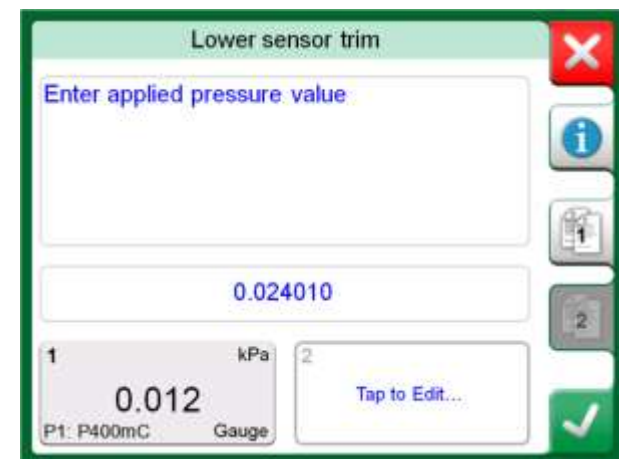 Lower sensor trim
Enter applied pressure value
1
0.024010
2
1 kPa
0.012
P1: P400mC Gauge
2
Tap to Edit...